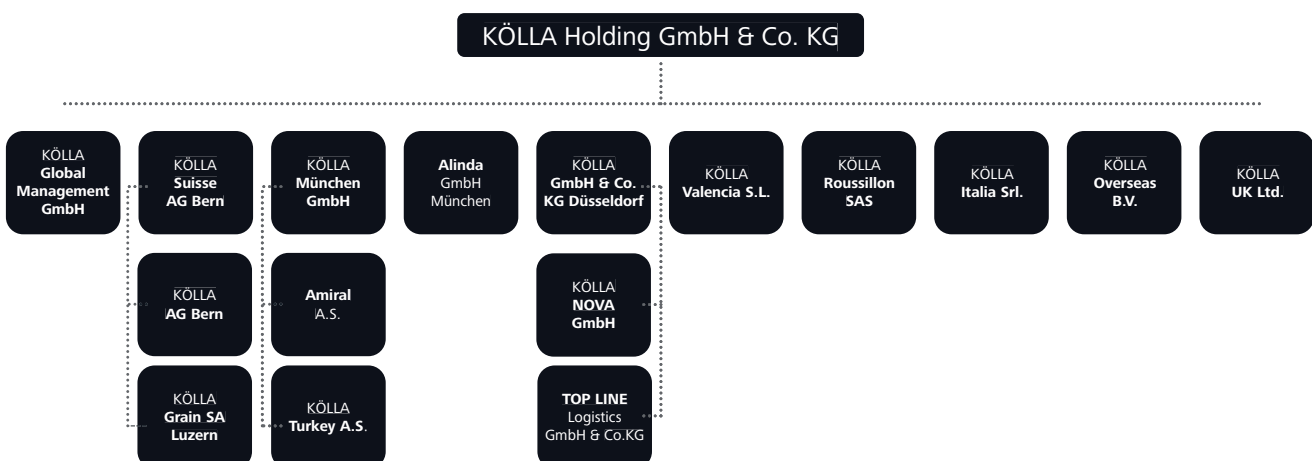 KÖLLA Holding GmbH & Co. KG
KÖLLA
Global
Management
GmbH
KÖLLA
Suisse
AG Bern
KÖLLA
München
GmbH
Alinda
GmbH
München
KÖLLA
GmbH & Co.
KG Düsseldorf
KÖLLA
Valencia S.L.
KÖLLA
Roussillon
SAS
KÖLLA
Italia Srl.
KÖLLA
Overseas
B.V.
KÖLLA
UK Ltd.
KÖLLA
AG Bern
Amiral
A.S.
KÖLLA
NOVA
GmbH
KÖLLA
Grain SA
Luzern
KÖLLA
Turkey A.S.
TOP LINE
Logistics
GmbH & Co.KG